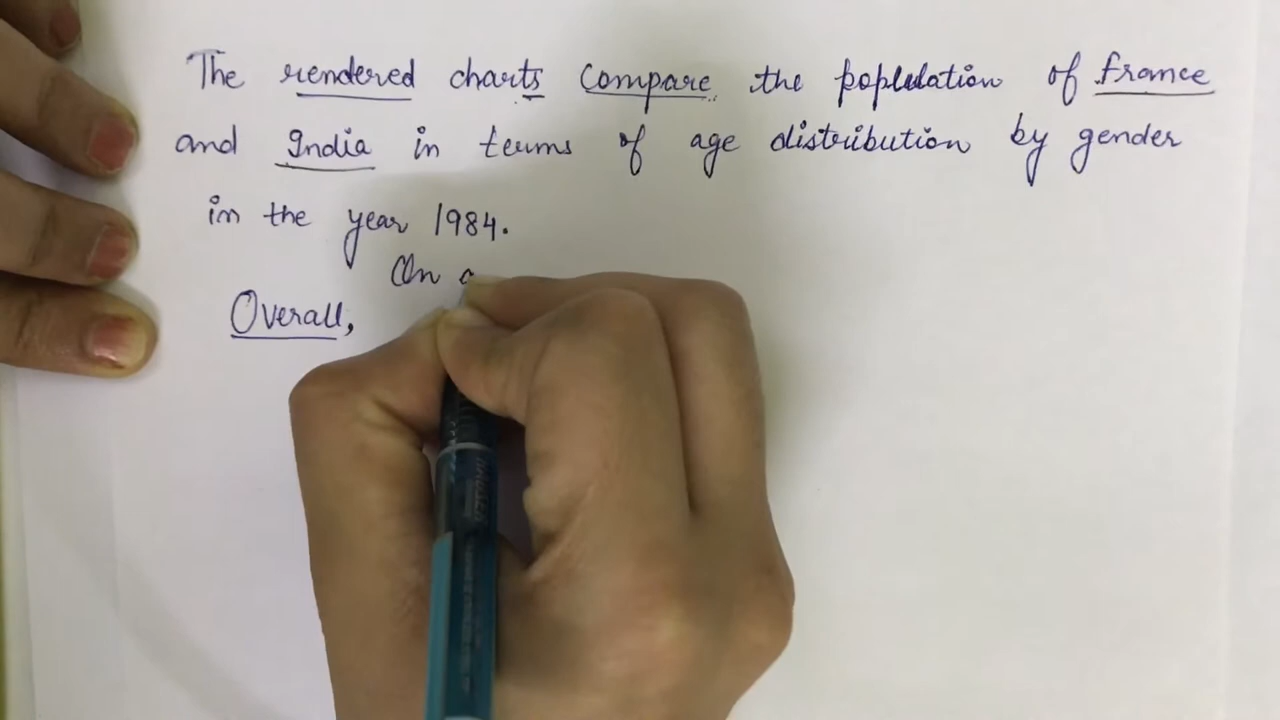 The rendered charts compare the poplulation of france
and India in terms of age distribution by gender
in the year 1984.
On a
Overall,